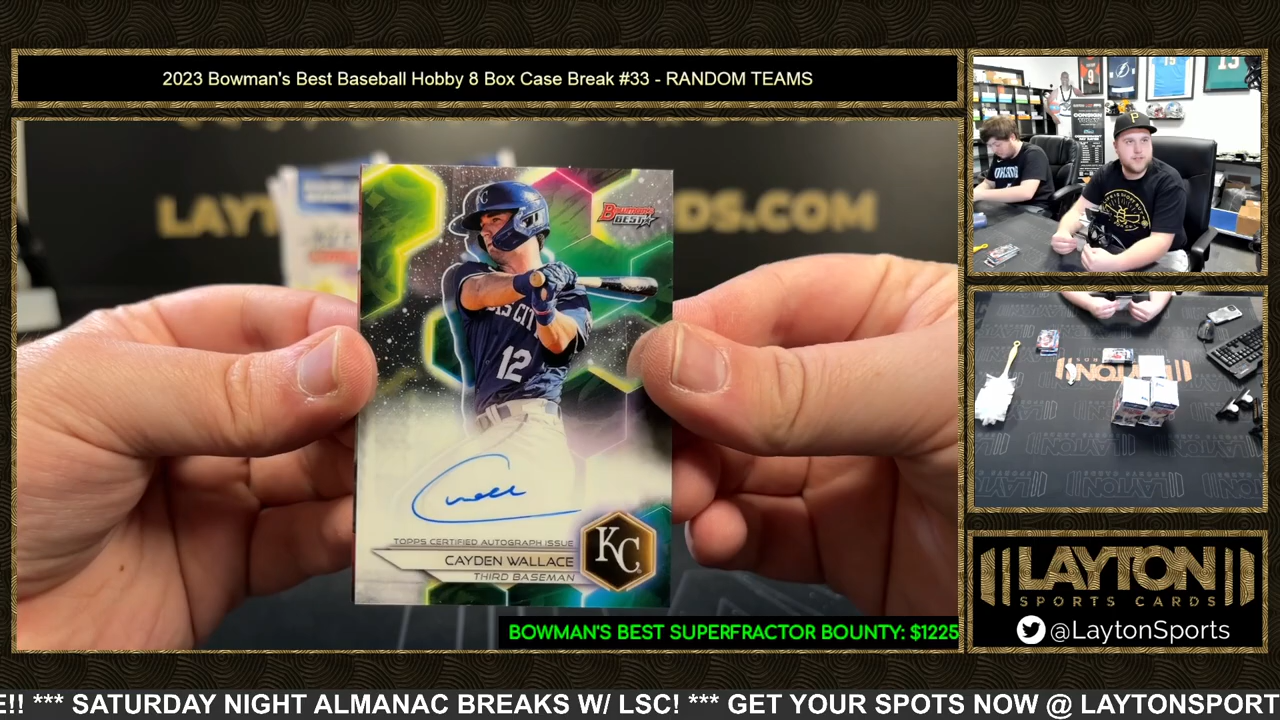 2023 Bowman's Best Baseball Hobby 8 Box Case Break #33 - RANDOM TEAMS
BOWMAN'S
BEST
KC
12
TOPPS CERTIFIED AUTOGRAPH ISSUE
CAYDEN WALLACE
THIRD BASEMAN
KC
BOWMAN'S BEST SUPERFRACTOR BOUNTY: $1225
P
LAYTON
SPORTS CARDS
@LaytonSports
E!! *** SATURDAY NIGHT ALMANAC BREAKS W/ LSC! *** GET YOUR SPOTS NOW @ LAYTONSPORT